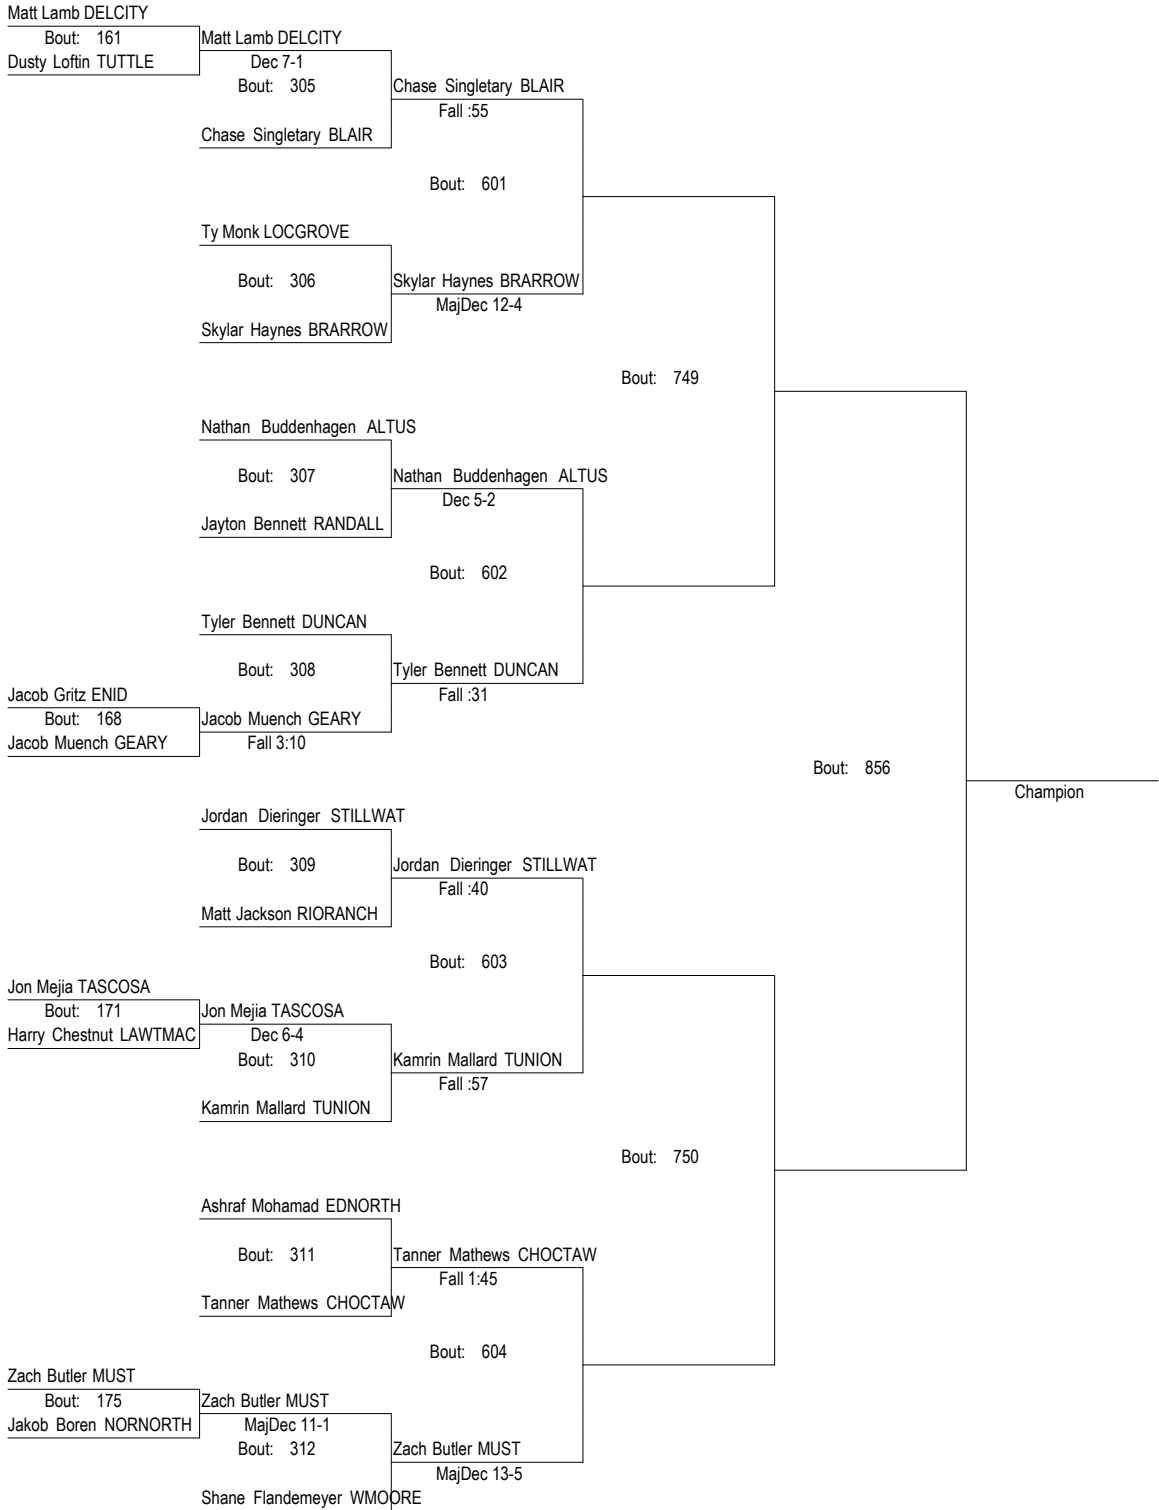 Matt Lamb DELCITY
Bout: 161
Matt Lamb DELCITY
Dusty Loftin TUTTLE
Dec 7-1
Bout: 305
Chase Singletary BLAIR
Fall :55
Chase Singletary BLAIR
Bout: 601
Ty Monk LOCGROVE
Bout: 306
Skylar Haynes BRARROW
MajDec 12-4
Skylar Haynes BRARROW
Bout: 749
Nathan Buddenhagen ALTUS
Bout: 307
Nathan Buddenhagen ALTUS
Dec 5-2
Jayton Bennett RANDALL
Bout: 602
Tyler Bennett DUNCAN
Bout: 308
Tyler Bennett DUNCAN
Jacob Gritz ENID
Fall :31
Bout: 168
Jacob Muench GEARY
Jacob Muench GEARY
Fall 3:10
Bout: 856
Champion
Jordan Dieringer STILLWAT
Bout: 309
Jordan Dieringer STILLWAT
Fall :40
Matt Jackson RIORANCH
Bout: 603
Jon Mejia TASCOSA
Bout: 171
Jon Mejia TASCOSA
Harry Chestnut LAWTMAC
Dec 6-4
Bout: 310
Kamrin Mallard TUNION
Fall :57
Kamrin Mallard TUNION
Bout: 750
Ashraf Mohamad EDNORTH
Bout: 311
Tanner Mathews CHOCTAW
Fall 1:45
Tanner Mathews CHOCTAW
Bout: 604
Zach Butler MUST
Bout: 175
Zach Butler MUST
Jakob Boren NORNORTH
MajDec 11-1
Bout: 312
Zach Butler MUST
MajDec 13-5
Shane Flandemeyer WMOORE